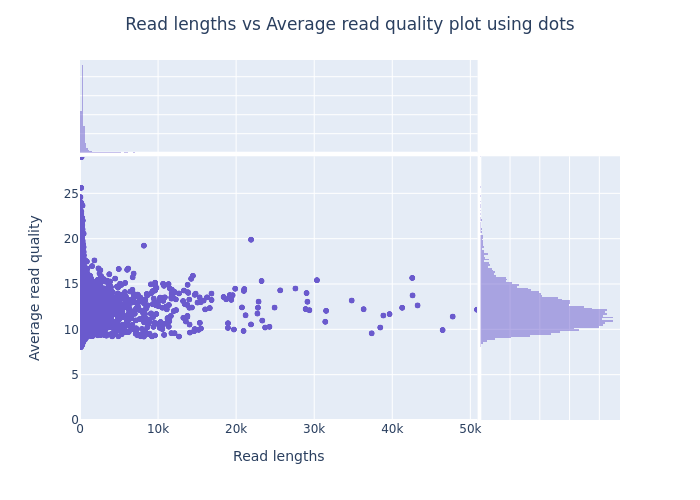 Read lengths vs Average read quality plot using dots
25
20
15
10
5
0
Average read quality
0
10k
20k
30k
40k
50k
Read lengths